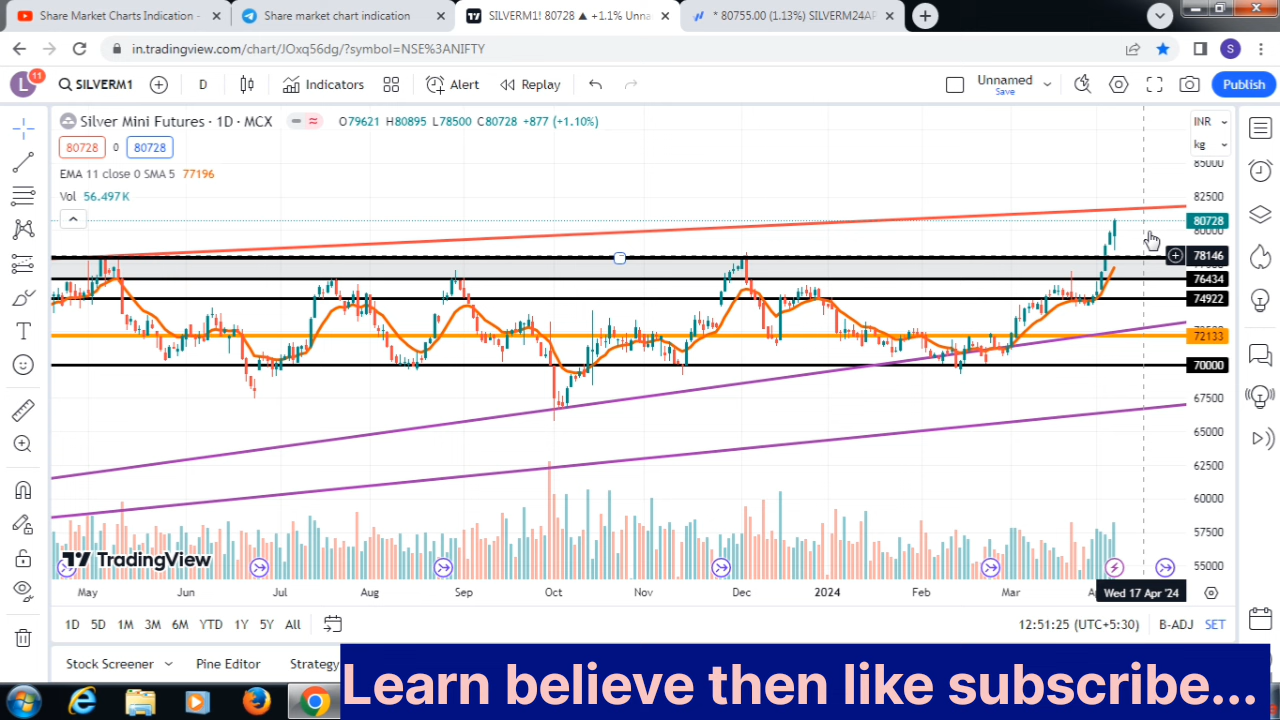 Share Market Charts Indication -
Share market chart indication
SILVERM1! 80728 ▲ +1.1% Unna
* 80755.00 (1.13%) SILVERM24AP
in.tradingview.com/chart/JOxq56dg/?symbol=NSE%3ANIFTY
S
L
11
SILVERM1
D
Indicators
Alert
Replay
Unnamed
Save
Publish
Silver Mini Futures · 1D · MCX
O79621 H80895 L78500 C80728 +877 (+1.10%)
INR
kg
80728
0
80728
EMA 11 close 0 SMA 5 77196
Vol 56.497K
85000
82500
80728
80000
78146
76434
74922
72133
70000
67500
65000
62500
60000
57500
55000
TradingView
May
Jun
Jul
Aug
Sep
Oct
Nov
Dec
2024
Feb
Mar
Wed 17 Apr '24
1D 5D 1M 3M 6M YTD 1Y 5Y All
12:51:25 (UTC+5:30)
B-ADJ
SET
Stock Screener
Pine Editor
Strategy
Learn believe then like subscribe...